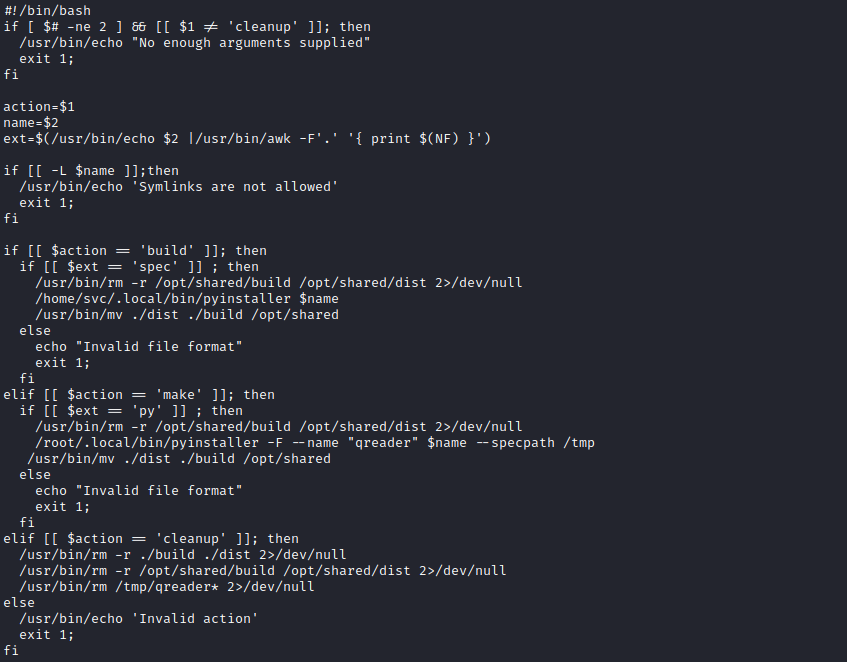 #!/bin/bash
if [ $# -ne 2 ] && [[ $1 != 'cleanup' ]]; then
  /usr/bin/echo "No enough arguments supplied"
  exit 1;
fi

action=$1
name=$2
ext=$(/usr/bin/echo $2 |/usr/bin/awk -F'.' '{ print $(NF) }')

if [[ -L $name ]];then
  /usr/bin/echo 'Symlinks are not allowed'
  exit 1;
fi

if [[ $action == 'build' ]]; then
  if [[ $ext == 'spec' ]] ; then
    /usr/bin/rm -r /opt/shared/build /opt/shared/dist 2>/dev/null
    /home/svc/.local/bin/pyinstaller $name
    /usr/bin/mv ./dist ./build /opt/shared
  else
    echo "Invalid file format"
    exit 1;
  fi
elif [[ $action == 'make' ]]; then
  if [[ $ext == 'py' ]] ; then
    /usr/bin/rm -r /opt/shared/build /opt/shared/dist 2>/dev/null
    /root/.local/bin/pyinstaller -F --name "qreader" $name --specpath /tmp
   /usr/bin/mv ./dist ./build /opt/shared
  else
    echo "Invalid file format"
    exit 1;
  fi
elif [[ $action == 'cleanup' ]]; then
  /usr/bin/rm -r ./build ./dist 2>/dev/null
  /usr/bin/rm -r /opt/shared/build /opt/shared/dist 2>/dev/null
  /usr/bin/rm /tmp/qreader* 2>/dev/null
else
  /usr/bin/echo 'Invalid action'
  exit 1;
fi